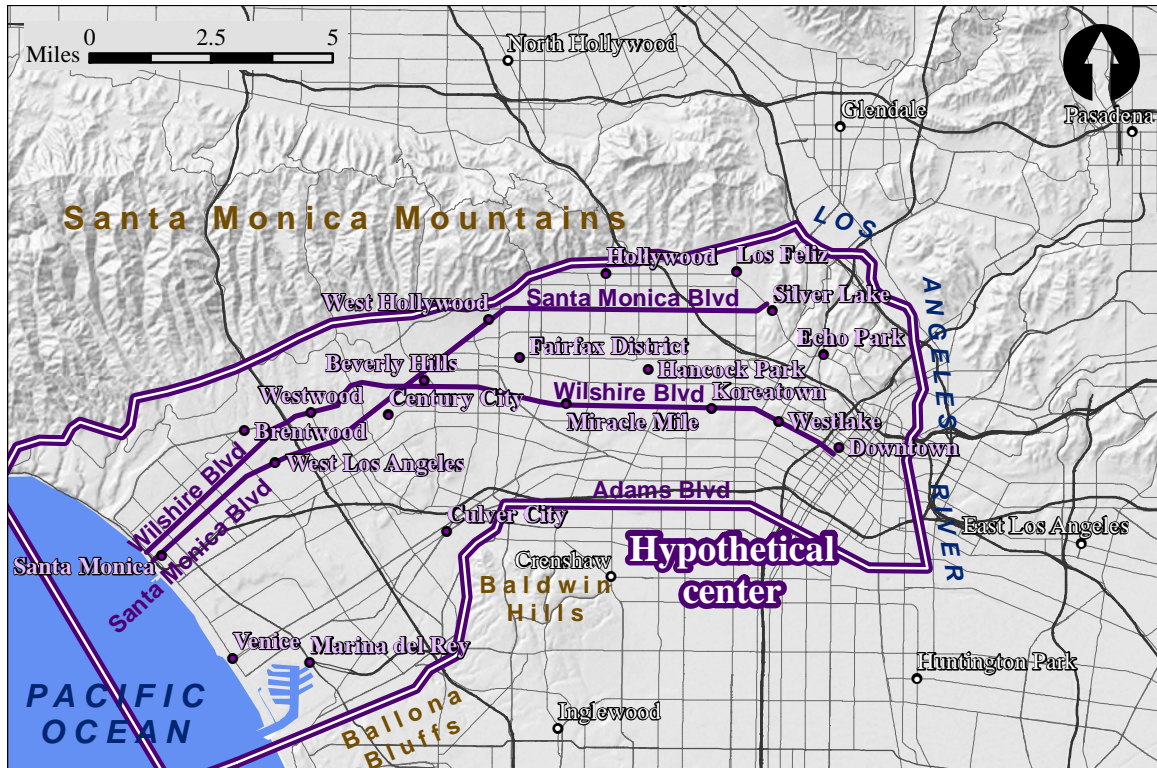 0 2.5 5
Miles
North Hollywood
Glendale
Pasadena
Santa Monica Mountains
LOS
ANGELES
RIVER
Hollywood
Los Feliz
West Hollywood
Santa Monica Blvd
Silver Lake
Beverly Hills
Fairfax District
Echo Park
Hancock Park
Westwood
Century City
Wilshire Blvd
Koreatown
Brentwood
Miracle Mile
Westlake
Downtown
West Los Angeles
Wilshire Blvd
Santa Monica Blvd
Adams Blvd
Culver City
East Los Angeles
Hypothetical
center
Santa Monica
Crenshaw
Baldwin
Hills
Venice
Marina del Rey
Huntington Park
PACIFIC
OCEAN
Ballona
Bluffs
Inglewood